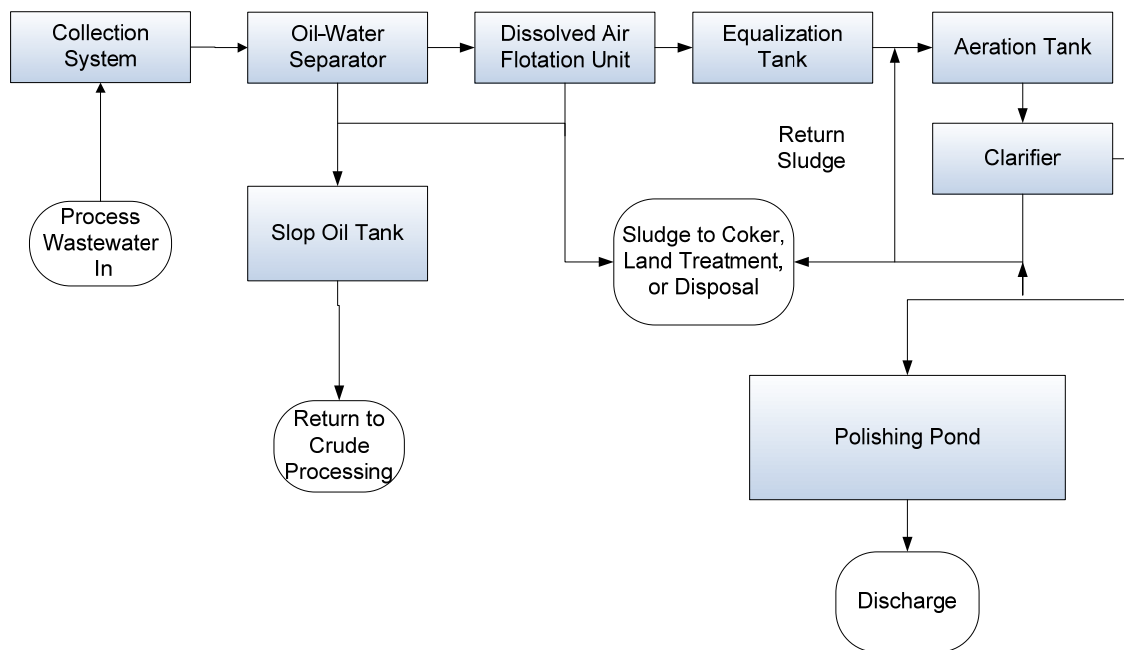 Collection
System
Oil-Water
Separator
Dissolved Air
Flotation Unit
Equalization
Tank
Aeration Tank
Return
Sludge
Clarifier
Process
Wastewater
In
Slop Oil Tank
Sludge to Coker,
Land Treatment,
or Disposal
Return to
Crude
Processing
Polishing Pond
Discharge